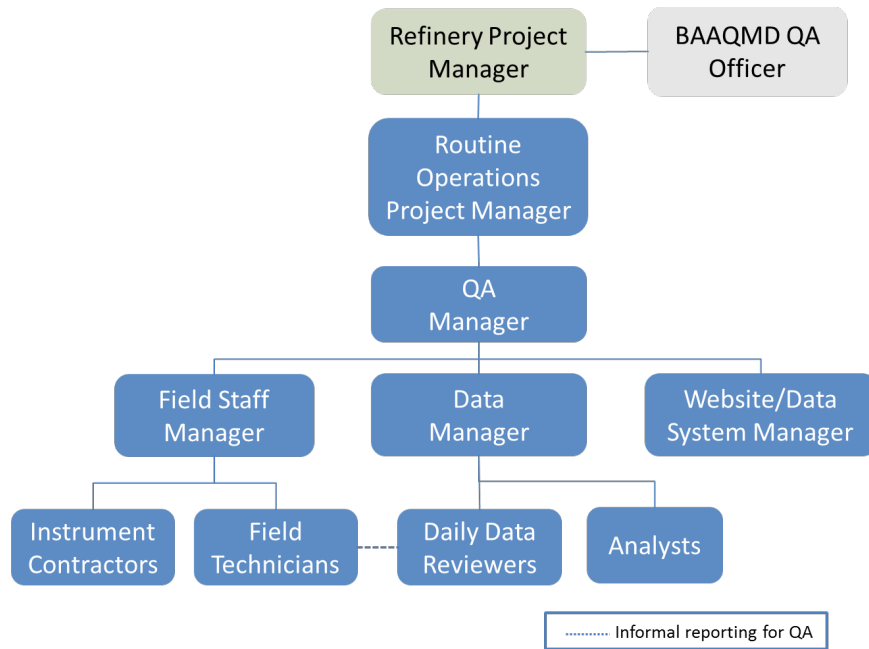 Refinery Project
Manager
BAAQMD QA
Officer
Routine
Operations
Project Manager
QA
Manager
Field Staff
Manager
Data
Manager
Website/Data
System Manager
Instrument
Contractors
Field
Technicians
Daily Data
Reviewers
Analysts
Informal reporting for QA